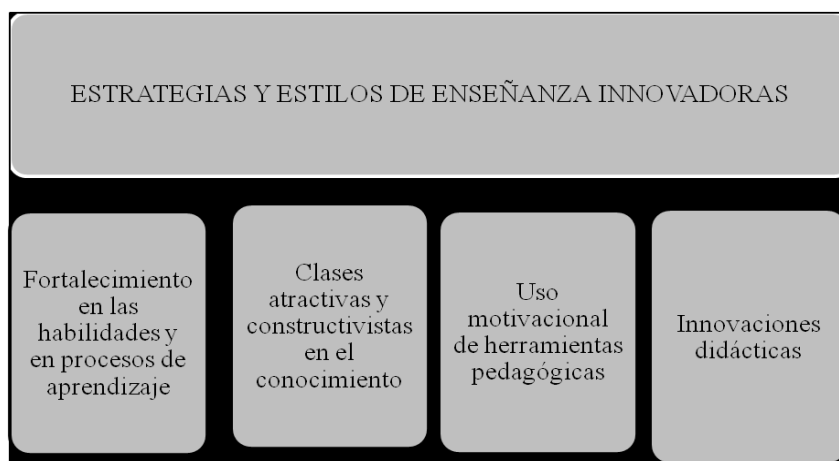 ESTRATEGIAS Y ESTILOS DE ENSEÑANZA INNOVADORAS
Fortalecimiento
en las
habilidades y
en procesos de
aprendizaje
Clases
atractivas y
constructivistas
en el
conocimiento
Uso
motivacional
de herramientas
pedagógicas
Innovaciones
didácticas